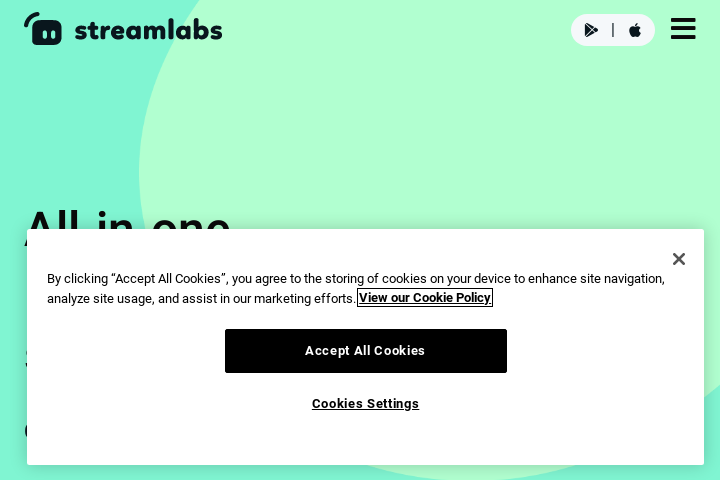 streamlabs
All-in-one
By clicking “Accept All Cookies”, you agree to the storing of cookies on your device to enhance site navigation,
analyze site usage, and assist in our marketing efforts. View our Cookie Policy
Accept All Cookies
Cookies Settings